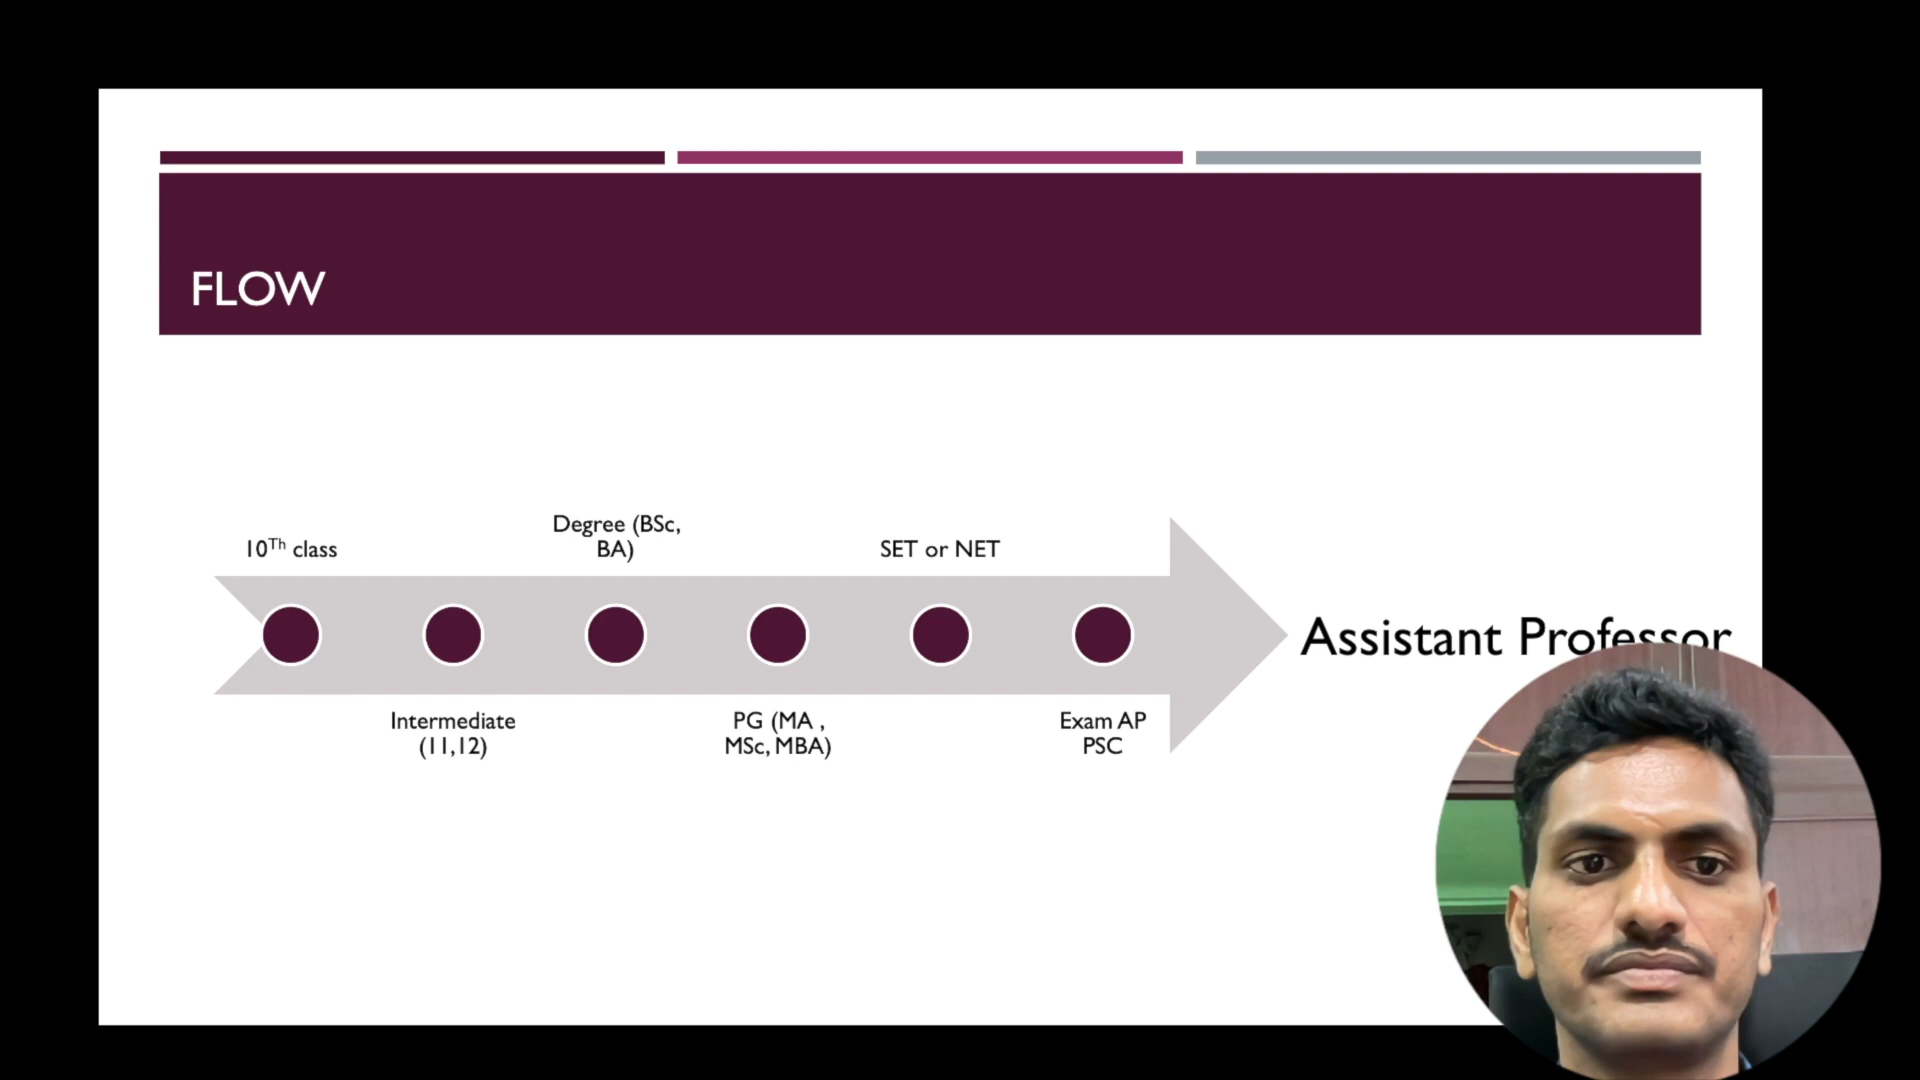 FLOW
10Th class
Degree (BSc,
BA)
SET or NET
Assistant Professor
Intermediate
(11,12)
PG (MA ,
MSc, MBA)
Exam AP
PSC